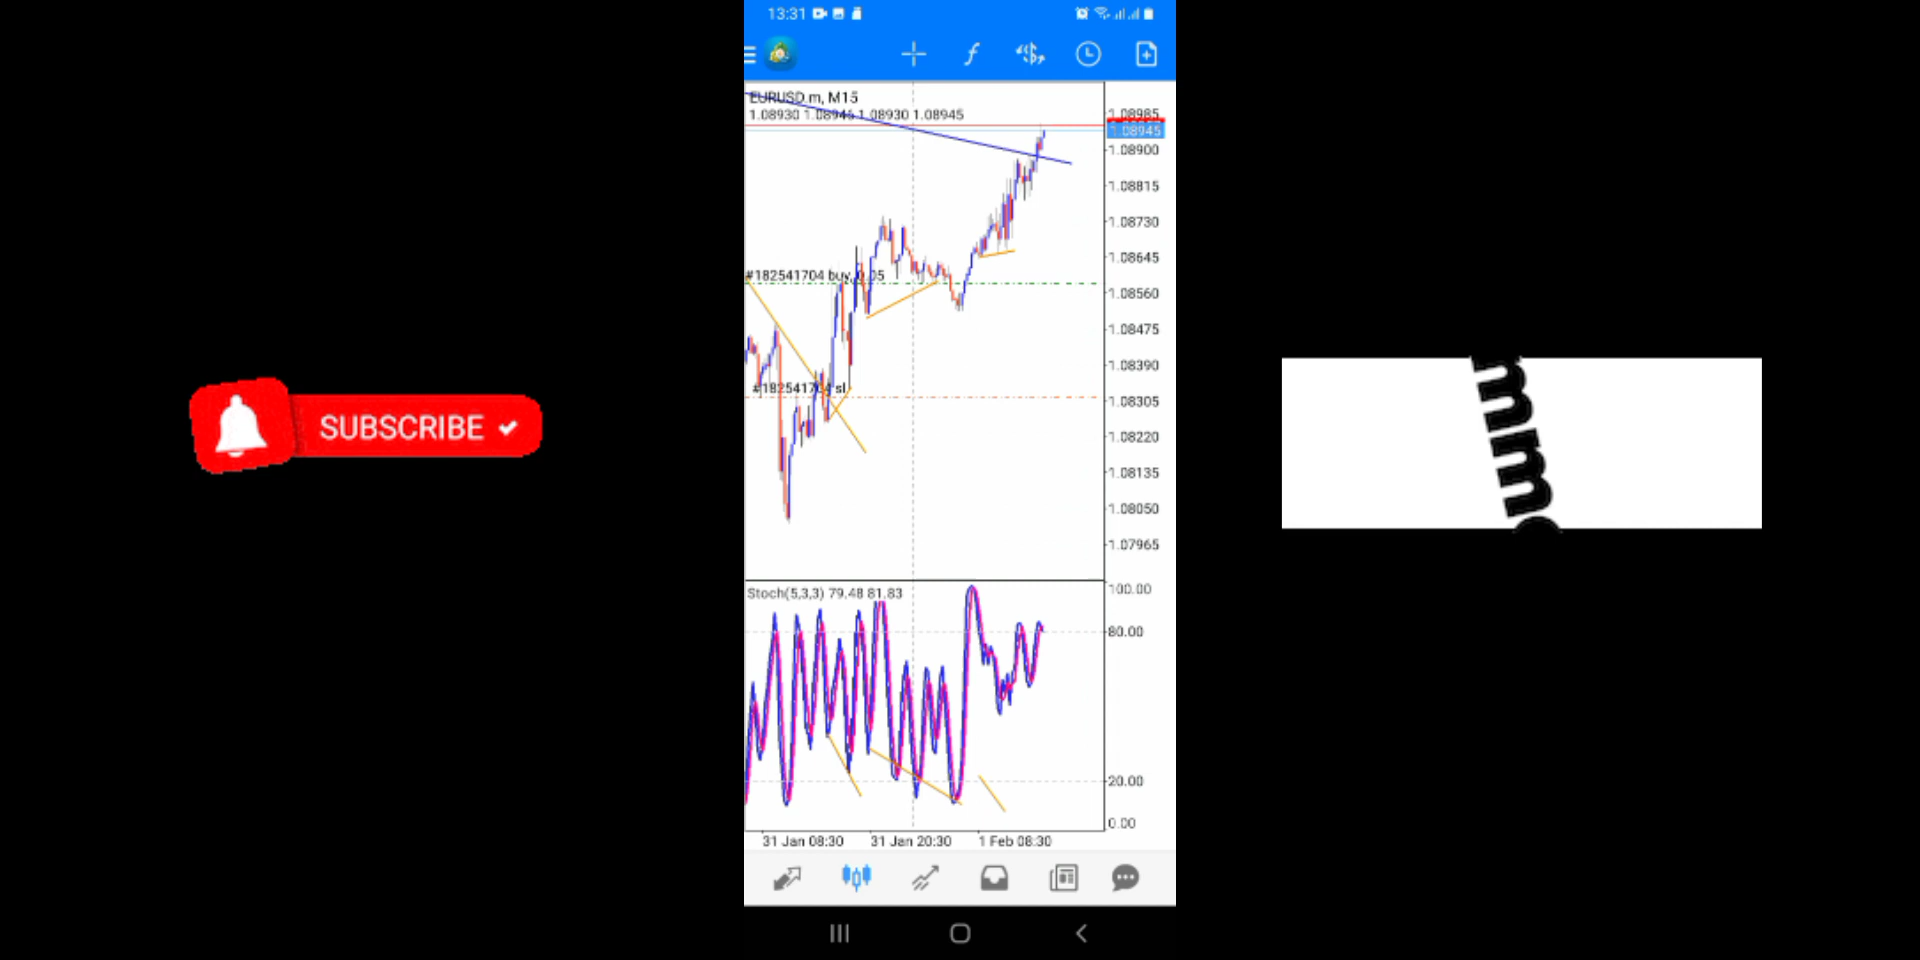 13:31
EURUSD.m, M15
1.08930 1.08945 1.08930 1.08945
1.08985
1.08945
1.08900
1.08815
1.08730
1.08645
#182541704 buy, 0.05
1.08560
1.08475
1.08390
#182541704 sl
1.08305
1.08220
1.08135
1.08050
1.07965
SUBSCRIBE
Stoch(5,3,3) 79.48 81.83
100.00
80.00
20.00
0.00
31 Jan 08:30
31 Jan 20:30
1 Feb 08:30